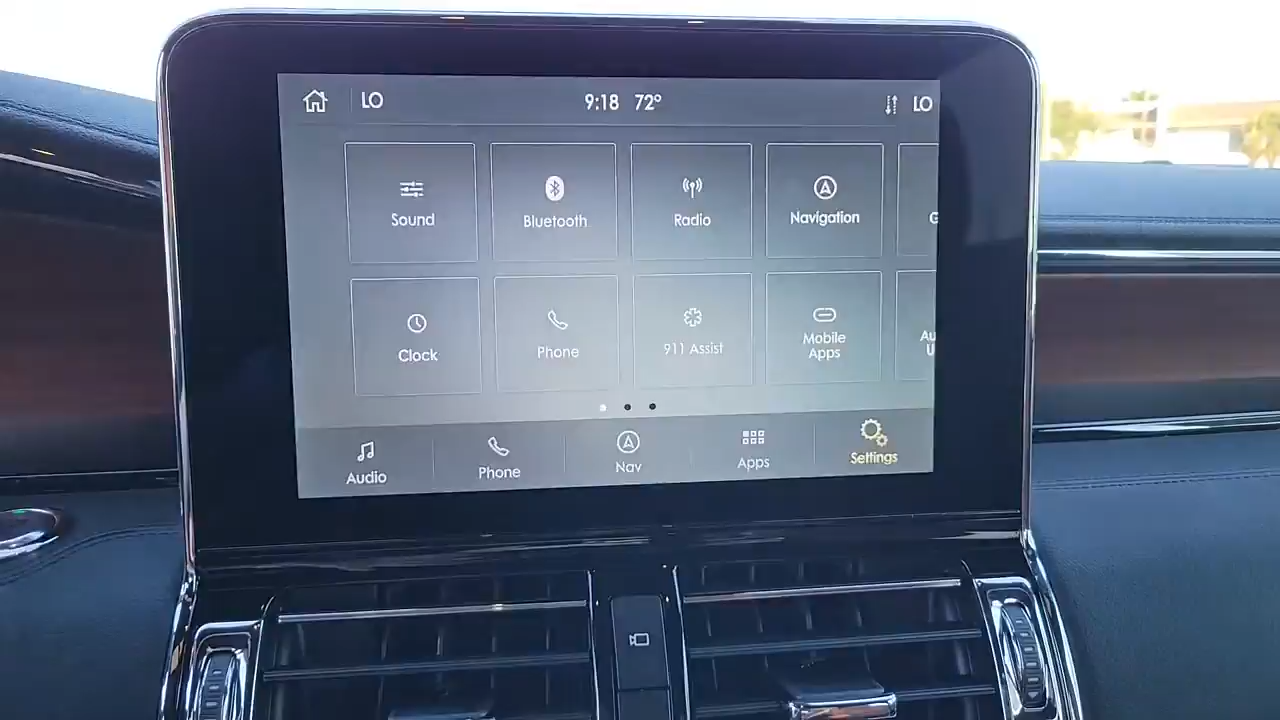 LO 9:18 72° LO
Sound Bluetooth Radio Navigation G
Clock Phone 911 Assist Mobile Apps Au
U
Audio Phone Nav Apps Settings